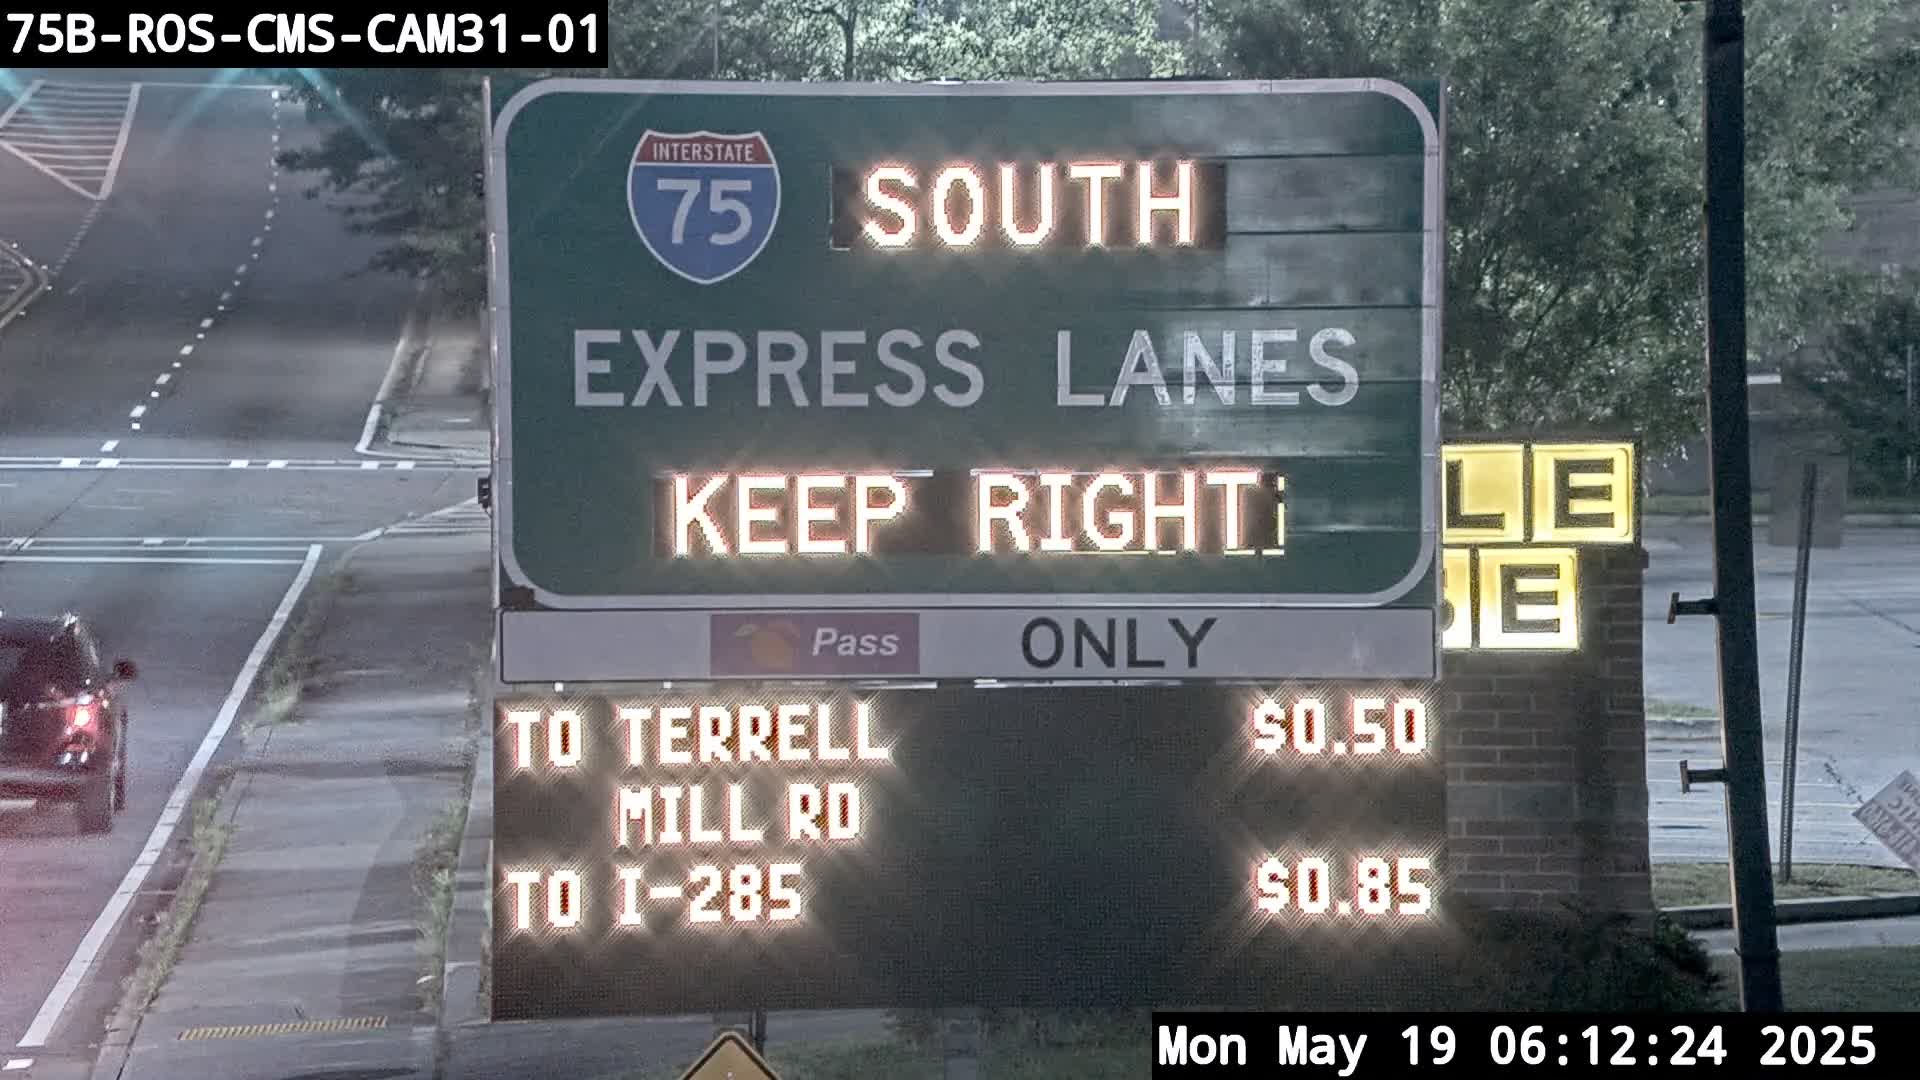 75B-ROS-CMS-CAM31-01
INTERSTATE
75
SOUTH
EXPRESS LANES
KEEP RIGHT
LE
E
Pass ONLY
TO TERRELL $0.50
MILL RD
TO I-285 $0.85
Mon May 19 06:12:24 2025